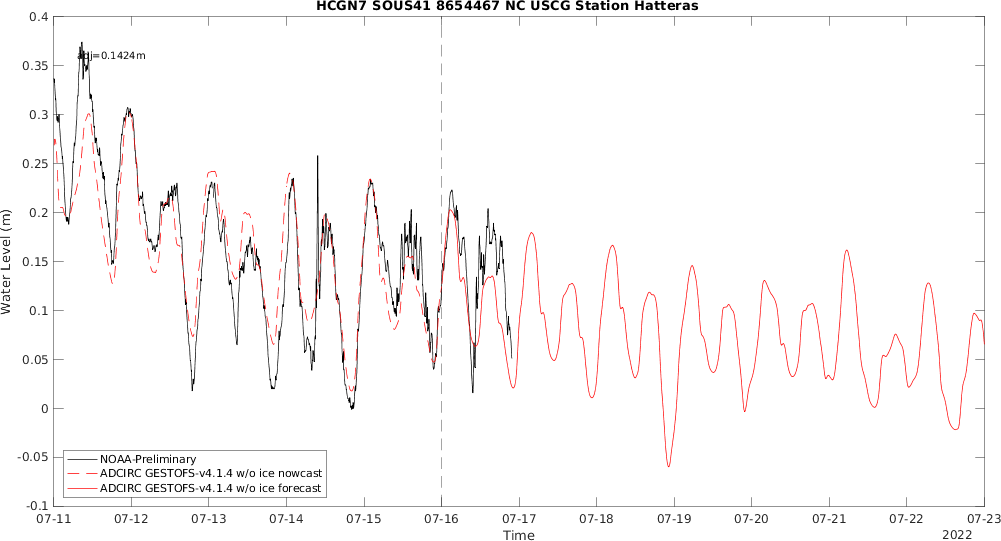 HCGN7 SOUS41 8654467 NC USCG Station Hatteras
adj=0.1424m
0.4
0.35
0.3
0.25
0.2
0.15
0.1
0.05
0
-0.05
-0.1
Water Level (m)
NOAA-Preliminary
ADCIRC GESTOFS-v4.1.4 w/o ice nowcast
ADCIRC GESTOFS-v4.1.4 w/o ice forecast
07-11 07-12 07-13 07-14 07-15 07-16 07-17 07-18 07-19 07-20 07-21 07-22 07-23
Time
2022